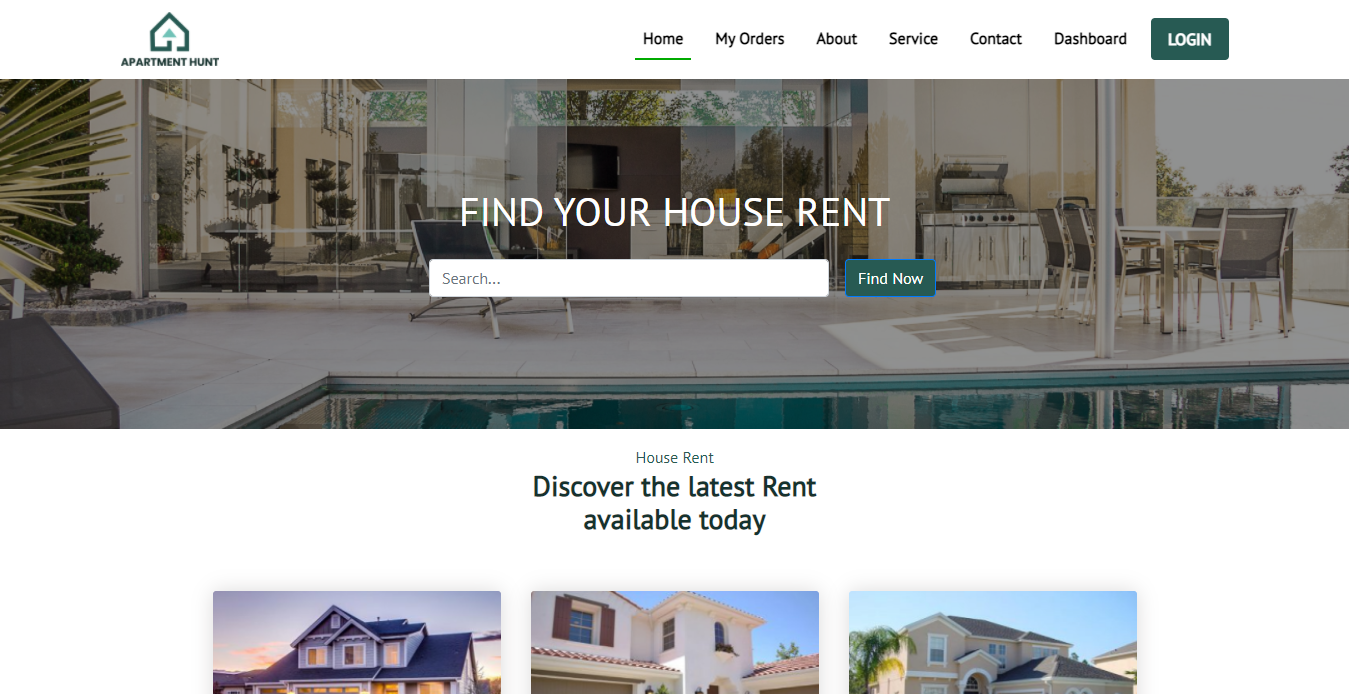 APARTMENT HUNT
Home
My Orders
About
Service
Contact
Dashboard
LOGIN
FIND YOUR HOUSE RENT
Search...
Find Now
House Rent
Discover the latest Rent
available today